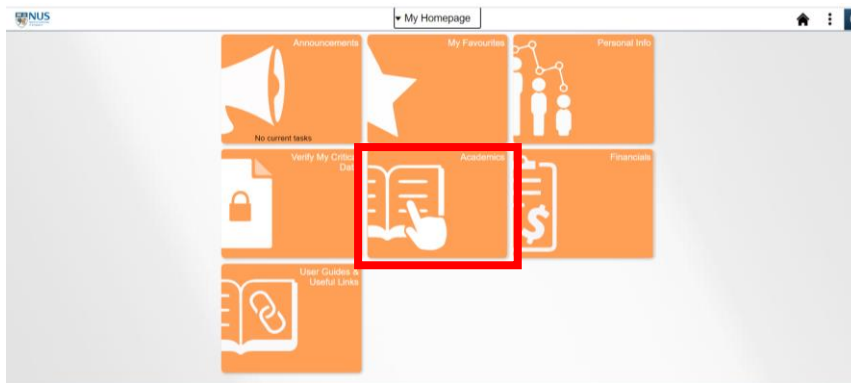 NUS
My Homepage
Announcements
My Favourites
Personal Info
No current tasks
Verify My Critica
Data
Academics
Financials
User Guides &
Useful Links